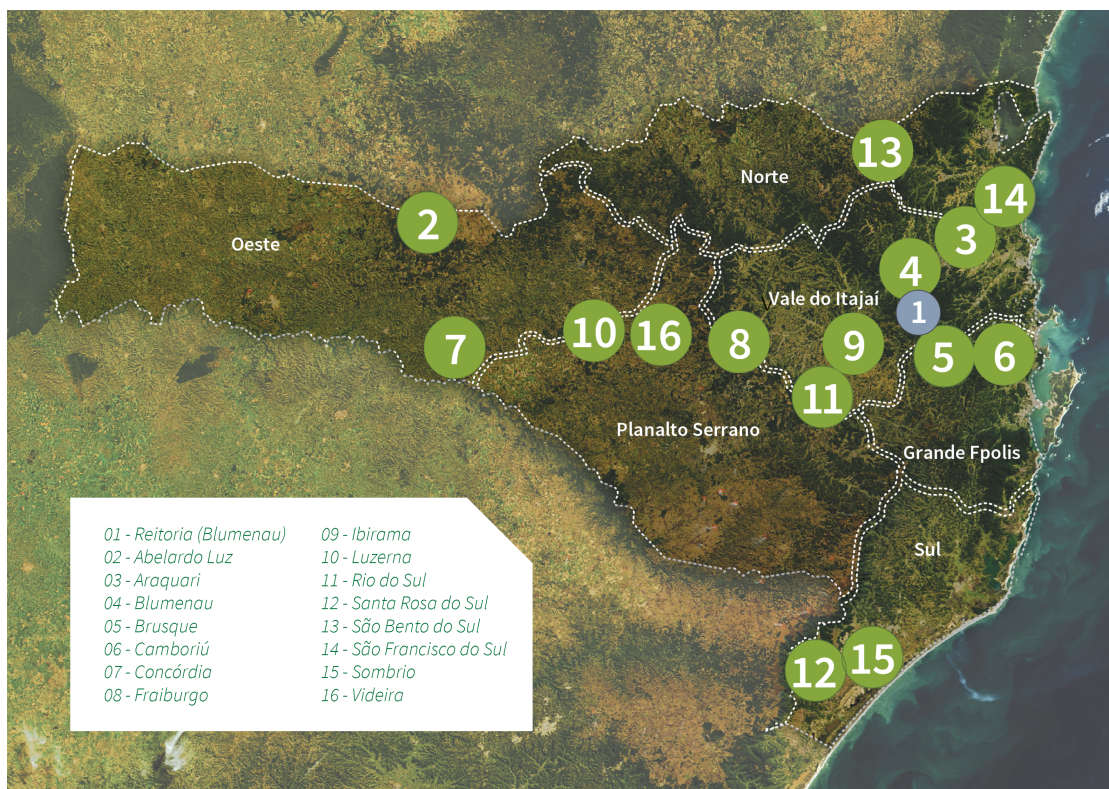 13
Norte
14
2
3
Oeste
4
Vale do Itajaí
1
10
16
8
9
7
5
6
11
Planalto Serrano
Grande Fpolis
Sul
12
15
01 - Reitoria (Blumenau)
02 - Abelardo Luz
03 - Araquari
04 - Blumenau
05 - Brusque
06 - Camboriú
07 - Concórdia
08 - Fraiburgo
09 - Ibirama
10 - Luzerna
11 - Rio do Sul
12 - Santa Rosa do Sul
13 - São Bento do Sul
14 - São Francisco do Sul
15 - Sombrio
16 - Videira